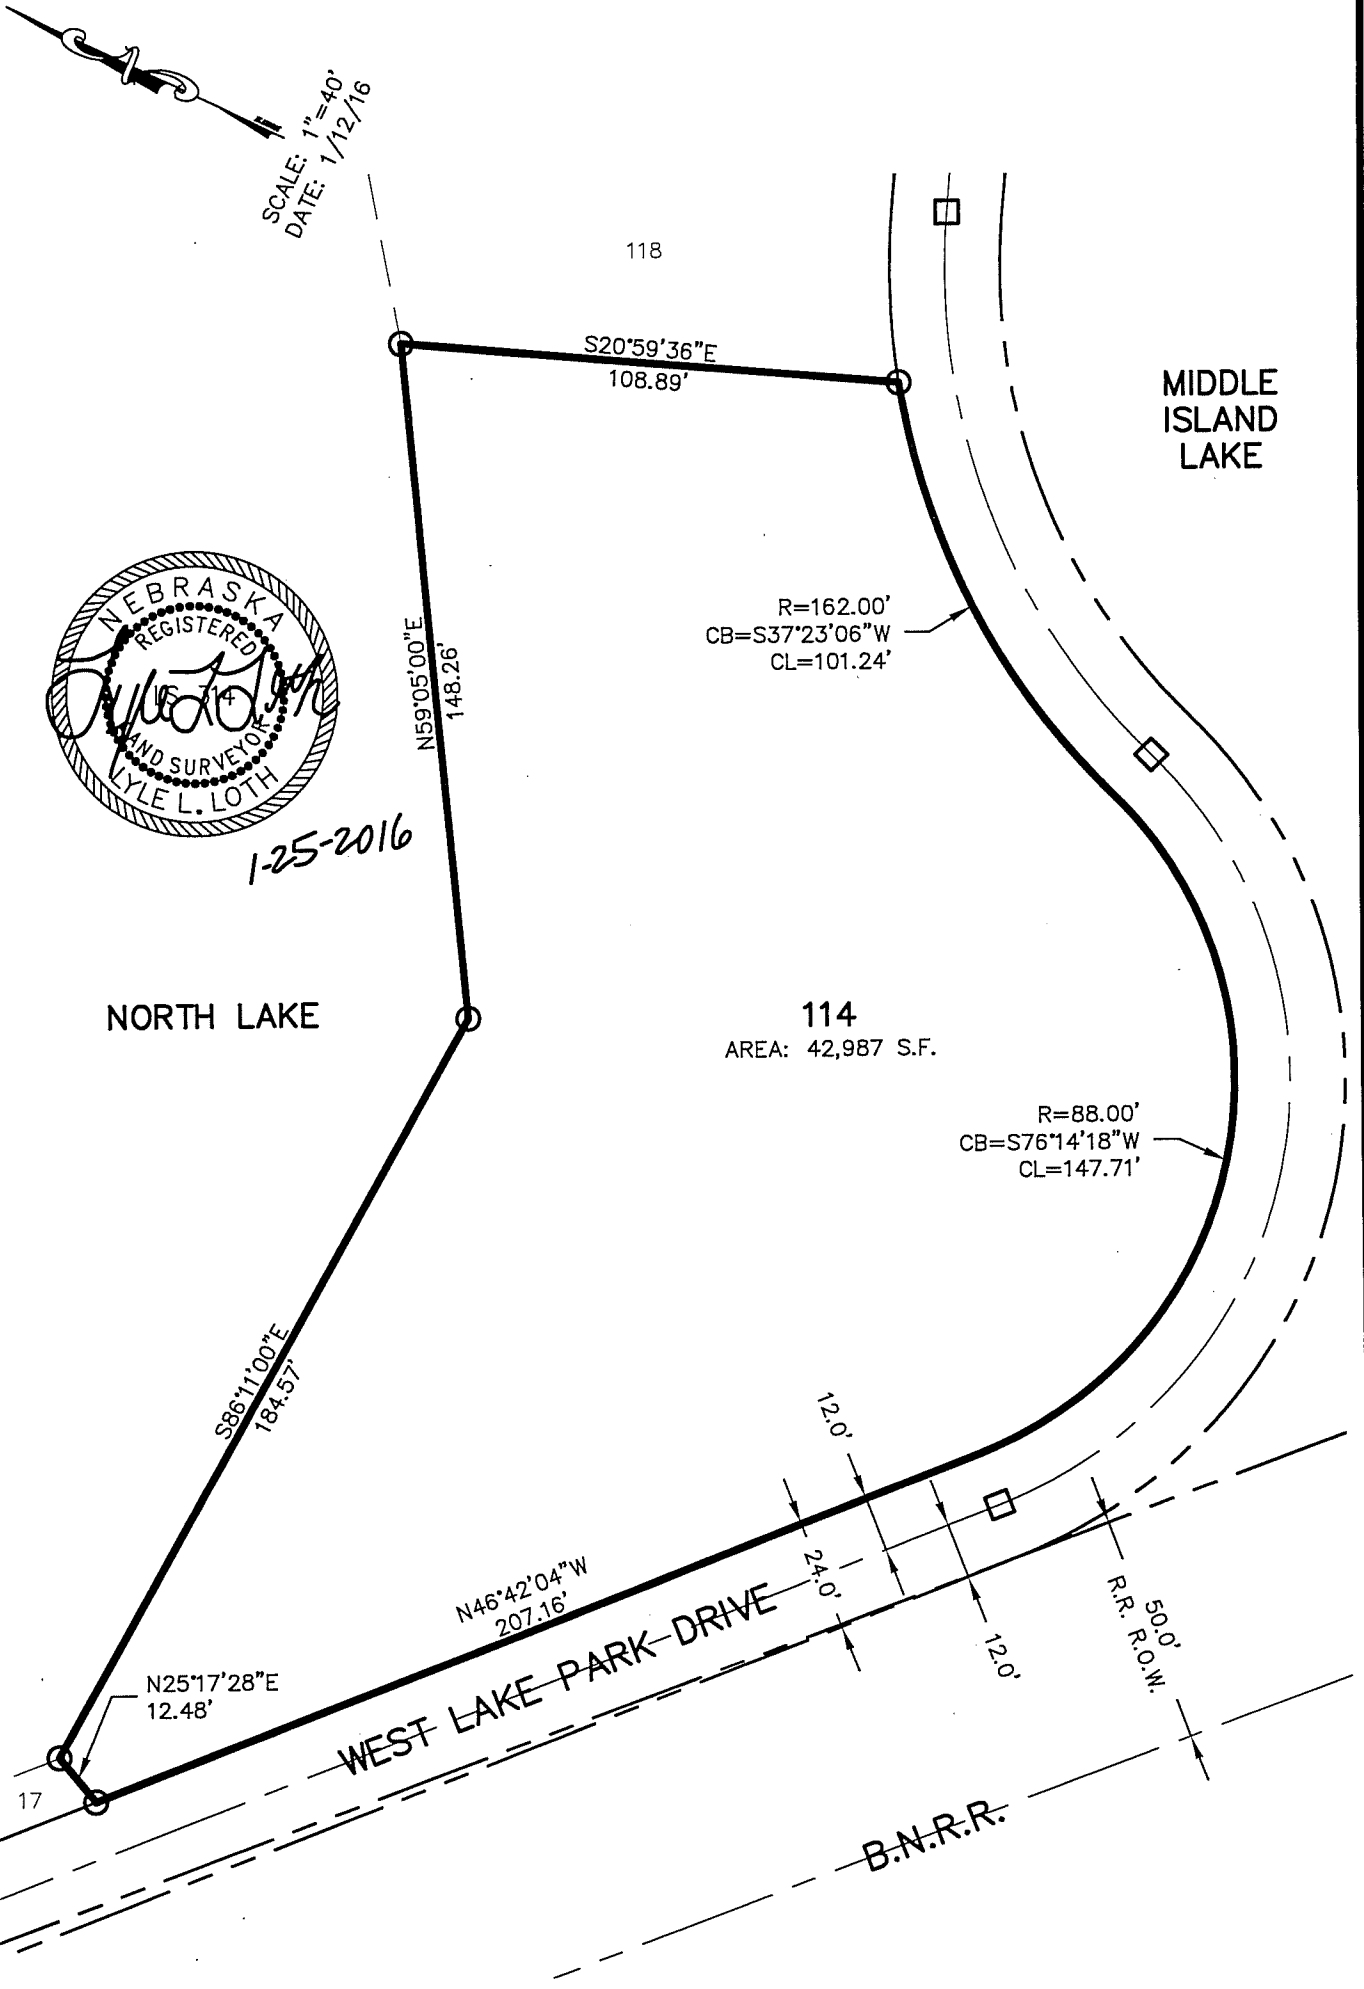 SCALE: 1"=40'
DATE: 1/12/16
118
S20°59'36"E
108.89'
MIDDLE
ISLAND
LAKE
R=162.00'
CB=S37°23'06"W
CL=101.24'
N59°05'00"E
148.26'
NEBRASKA
REGISTERED
LS 314
LAND SURVEYOR
LYLE L. LOTH
1-25-2016
NORTH LAKE
114
AREA: 42,987 S.F.
R=88.00'
CB=S76°14'18"W
CL=147.71'
S86°11'00"E
184.57'
12.0'
N46°42'04"W
207.16'
24.0'
12.0'
50.0'
R.R. R.O.W.
N25°17'28"E
12.48'
WEST LAKE PARK DRIVE
17
B.N.R.R.